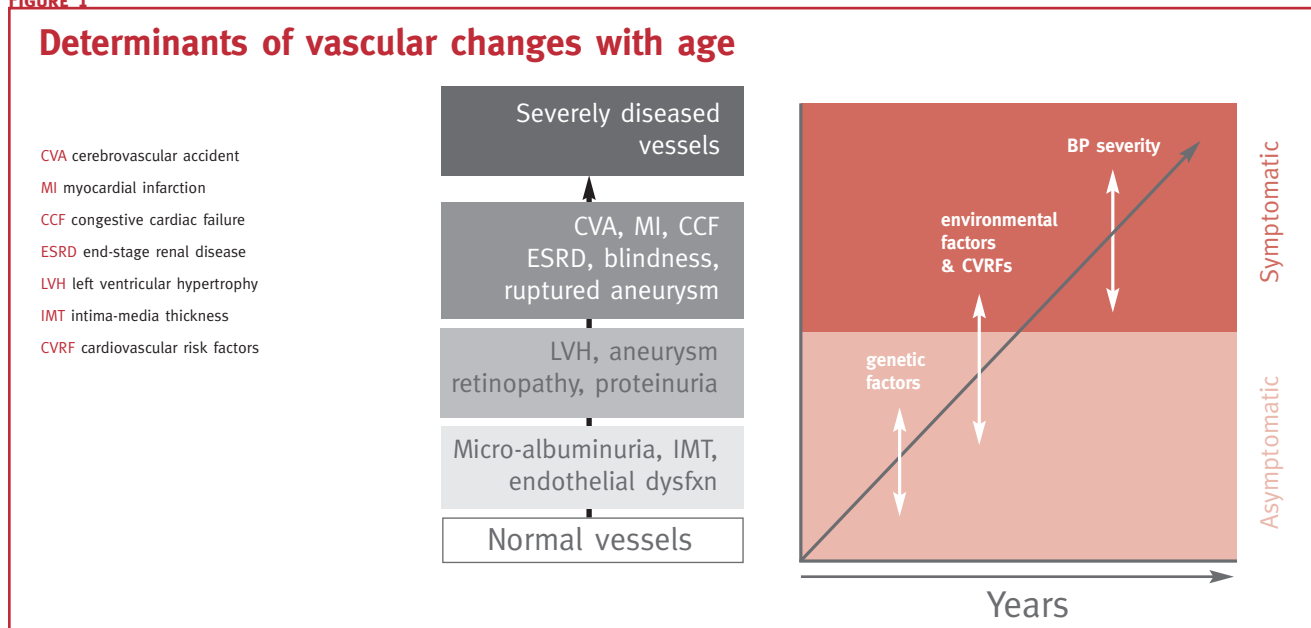 FIGURE 1
Determinants of vascular changes with age
CVA cerebrovascular accident
MI myocardial infarction
CCF congestive cardiac failure
ESRD end-stage renal disease
LVH left ventricular hypertrophy
IMT intima-media thickness
CVRF cardiovascular risk factors
Severely diseased
vessels
CVA, MI, CCF
ESRD, blindness,
ruptured aneurysm
LVH, aneurysm
retinopathy, proteinuria
Micro-albuminuria, IMT,
endothelial dysfxn
Normal vessels
BP severity
environmental
factors
& CVRFs
genetic
factors
Symptomatic
Asymptomatic
Years